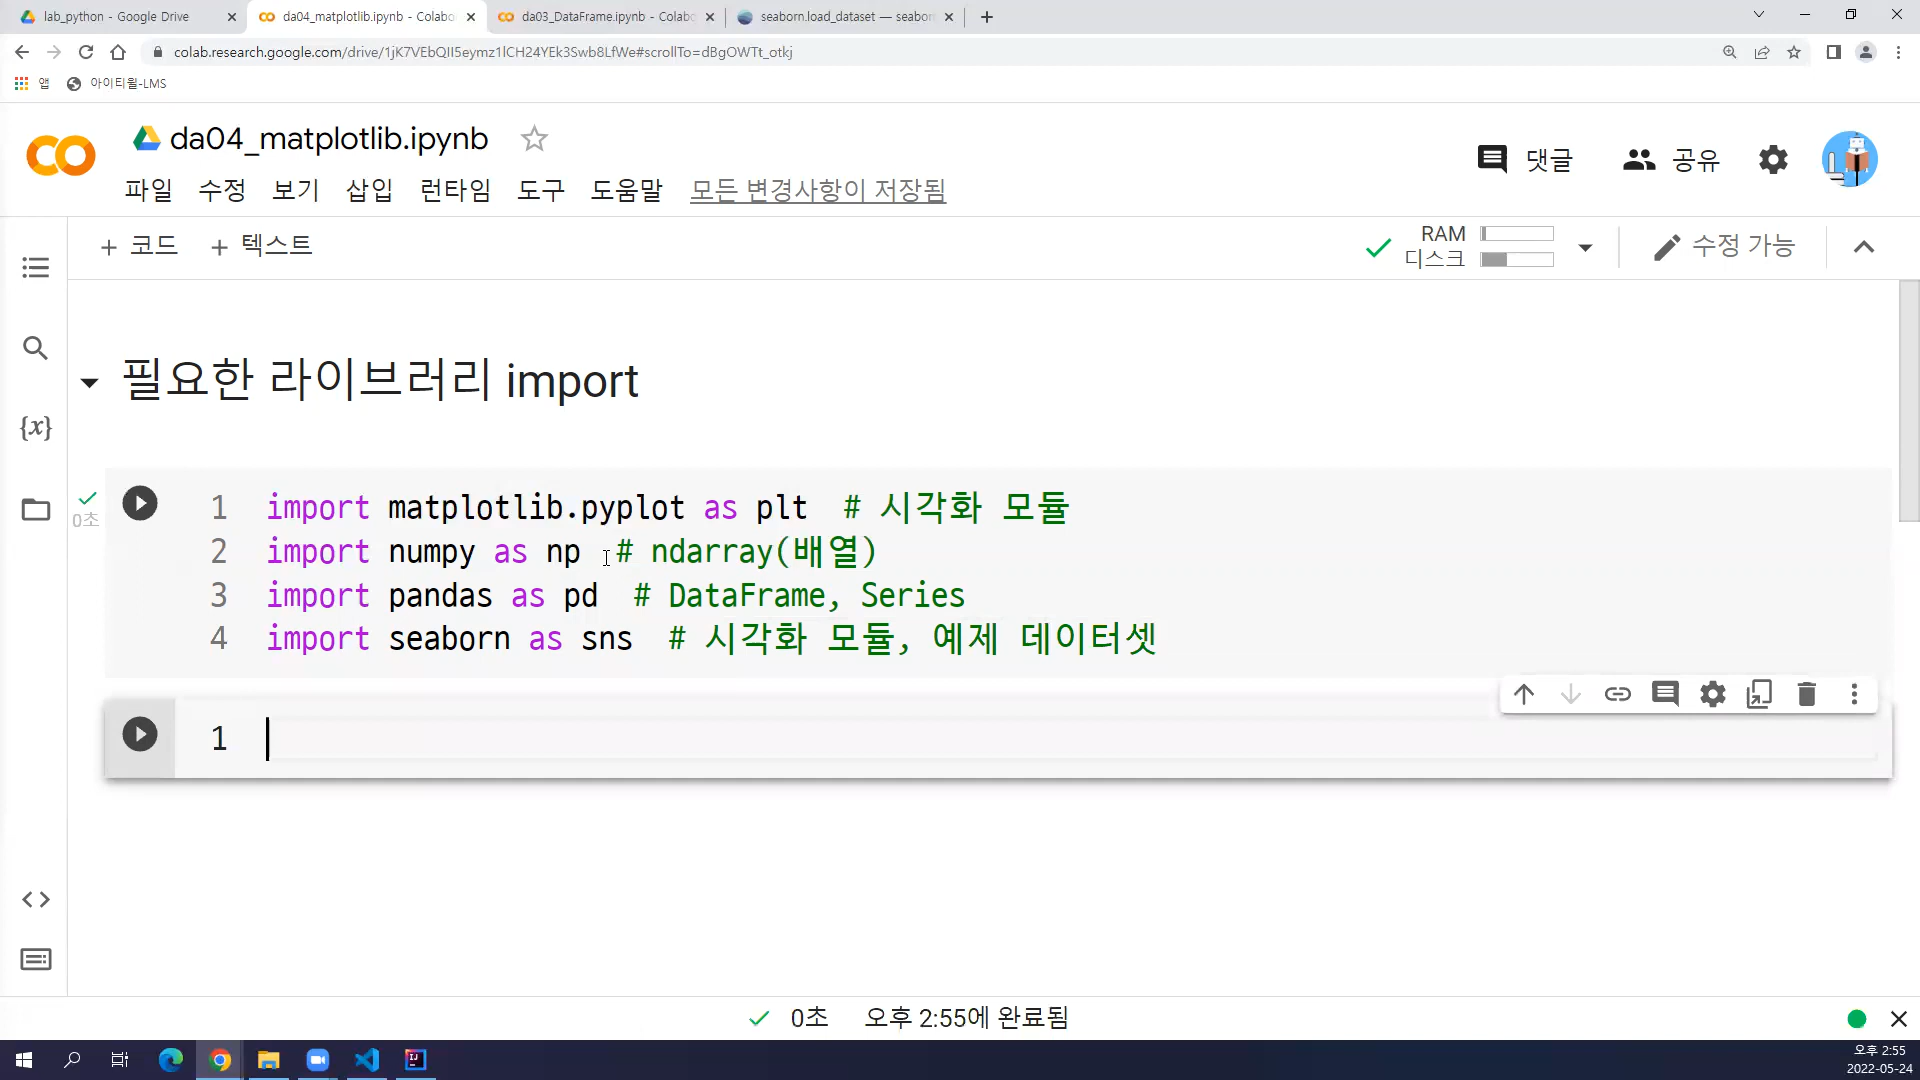 lab_python - Google Drive
da04_matplotlib.ipynb - Colabo
da03_DataFrame.ipynb - Colabo
seaborn.load_dataset — seabor
colab.research.google.com/drive/1jK7VEbQII5eymz1lCH24YEk3Swb8LfWe#scrollTo=dBgOWTt_otkj
앱
아이티윌-LMS
da04_matplotlib.ipynb
댓글
공유
파일 수정 보기 삽입 런타임 도구 도움말 모든 변경사항이 저장됨
+ 코드 + 텍스트
RAM
디스크
수정 가능
필요한 라이브러리 import
{x}
0초
1 import matplotlib.pyplot as plt # 시각화 모듈
2 import numpy as np # ndarray(배열)
3 import pandas as pd # DataFrame, Series
4 import seaborn as sns # 시각화 모듈, 예제 데이터셋
1
0초 오후 2:55에 완료됨
오후 2:55
2022-05-24